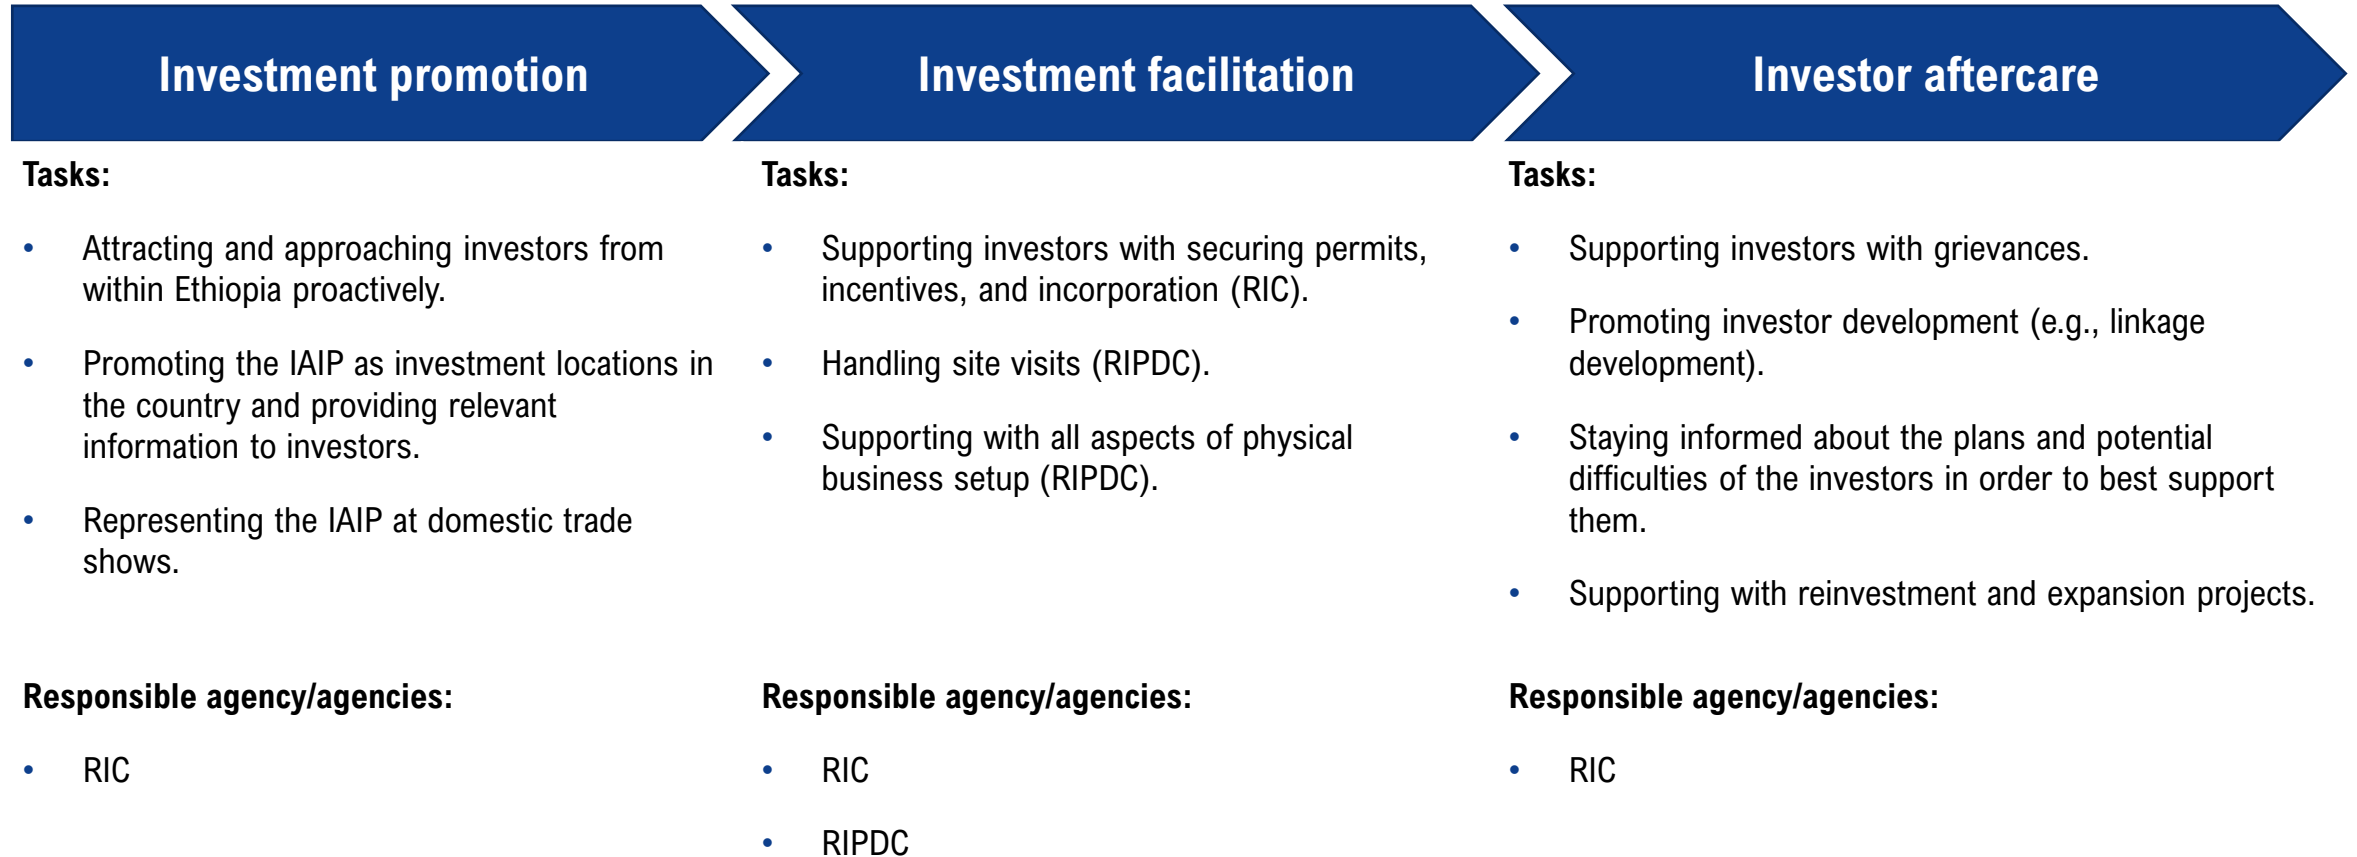 Investment promotion
Investment facilitation
Investor aftercare
Tasks:
• Attracting and approaching investors from
within Ethiopia proactively.
• Promoting the IAIP as investment locations in
the country and providing relevant
information to investors.
• Representing the IAIP at domestic trade
shows.
Responsible agency/agencies:
• RIC
Tasks:
• Supporting investors with securing permits,
incentives, and incorporation (RIC).
• Handling site visits (RIPDC).
• Supporting with all aspects of physical
business setup (RIPDC).
Responsible agency/agencies:
• RIC
• RIPDC
Tasks:
• Supporting investors with grievances.
• Promoting investor development (e.g., linkage
development).
• Staying informed about the plans and potential
difficulties of the investors in order to best support
them.
• Supporting with reinvestment and expansion projects.
Responsible agency/agencies:
• RIC